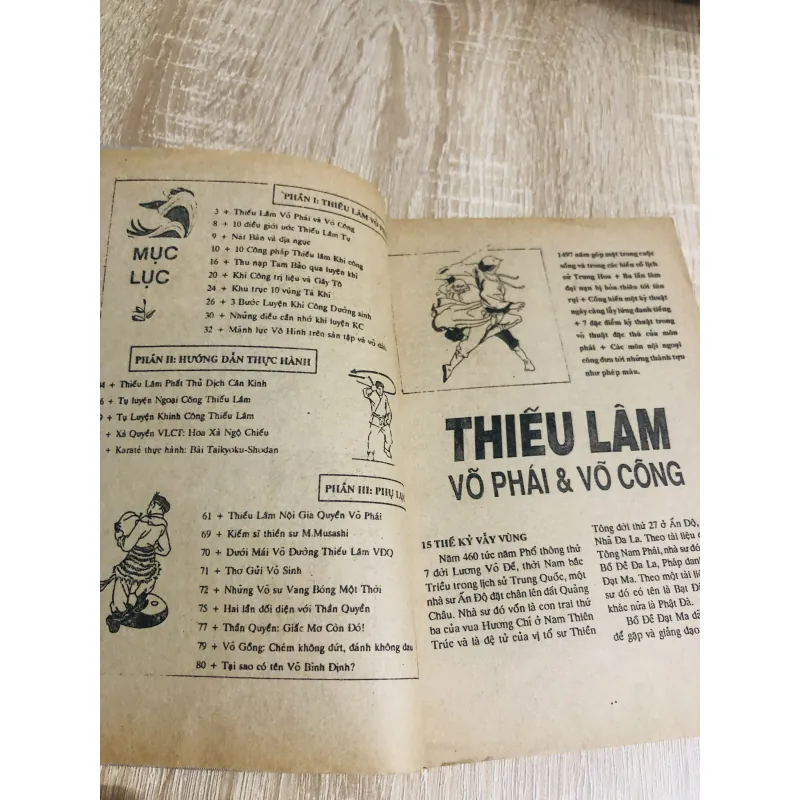 MỤC
LỤC
PHẦN I: THIẾU LÂM VÕ
3 + Thiếu Lâm Võ Phái và Võ Công
8 + 10 điều giới ước Thiếu Lâm Tự
9 + Nát Bàn và địa ngục
10 + 10 Công pháp Thiếu lâm Khí công
16 + Thu nạp Tam Bảo qua luyện khí
20 + Khí Công trị liệu và Gây Tô
24 + Khu trục 10 vùng Tà Khí
26 + 3 Bước Luyện Khí Công Dưỡng sinh
30 + Những điều cần nhớ khi luyện KC
32 + Mãnh lực Vô Hình trên sàn tập và võ
PHẦN II: HƯỚNG DẪN THỰC HÀNH
4 + Thiếu Lâm Phất Thủ Dịch Cân Kinh
6 + Tự luyện Ngoại Công Thiếu Lâm
9 + Tự Luyện Khinh Công Thiếu Lâm
+ Xà Quyền VLCT: Hoa Xà Ngộ Chiếu
+ Karaté thực hành: Bài Taikyoku-Shodan
PHẦN III: PHỤ LỤC
61 + Thiếu Lâm Nội Gia Quyền Võ Phái
69 + Kiếm sĩ thiền sư M.Musashi
70 + Dưới Mái Võ Đường Thiếu Lâm VĐQ
71 + Thơ Gửi Võ Sinh
72 + Những Võ sư Vang Bóng Một Thời
75 + Hai lần đối diện với Thần Quyền
77 + Thần Quyền: Giấc Mơ Còn Đó!
79 + Võ Gồng: Chém không đứt, đánh không đau
80 + Tại sao có tên Võ Bình Định?
1497 năm góp mặt trong cuộc
sống và trong các biến cố lịch
sử Trung Hoa + Ba lần lâm
đại nạn bị hỏa thiêu tới tàn
rụi + Cống hiến một kỹ thuật
ngày càng lẫy lừng danh tiếng
+ 7 đặc điểm kỹ thuật trong
võ thuật đặc thù của môn
phái + Các môn nội ngoại
công đưa tới những thành tựu
như phép màu.
THIẾU LÂM
VÕ PHÁI & VÕ CÔNG
15 THẾ KỶ VẪY VÙNG
Năm 460 tức năm Phổ thông thứ
7 đời Lương Võ Đế, thời Nam bắc
Triều trong lịch sử Trung Quốc, một
nhà sư Ấn Độ đặt chân lên đất Quảng
Châu. Nhà sư đó vốn là con trai thứ
ba của vua Hương Chí ở Nam Thiên
Trúc và là đệ tử của vị tổ sư Thiền
Tông đời thứ 27 ở Ấn Độ,
Nhã Đa La. Theo tài liệu
Tông Nam Phái, nhà sư đó
Bồ Đề Đa La, Pháp danh
Đạt Ma. Theo một tài li
sư đó có tên là Bạt Đà
khác nữa là Phật Đà.
Bồ Đề Đạt Ma đã
để gặp và giảng đạo